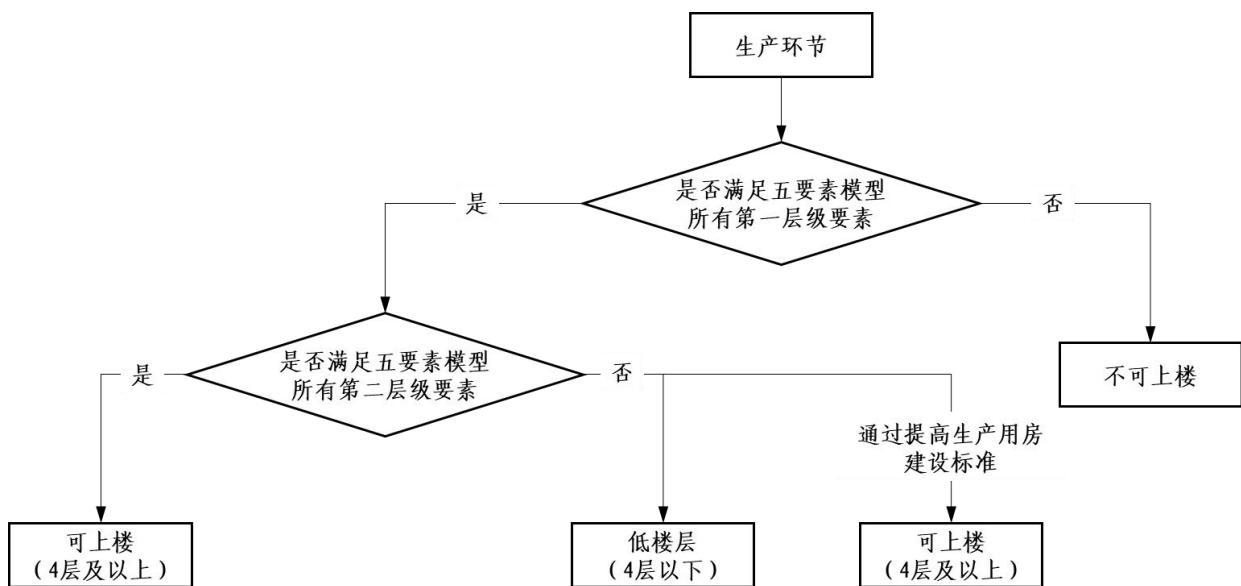 生产环节
是否满足五要素模型
所有第一层级要素
是
否
是否满足五要素模型
所有第二层级要素
是
否
不可上楼
通过提高生产用房
建设标准
可上楼
（4层及以上）
低楼层
（4层以下）
可上楼
（4层及以上）